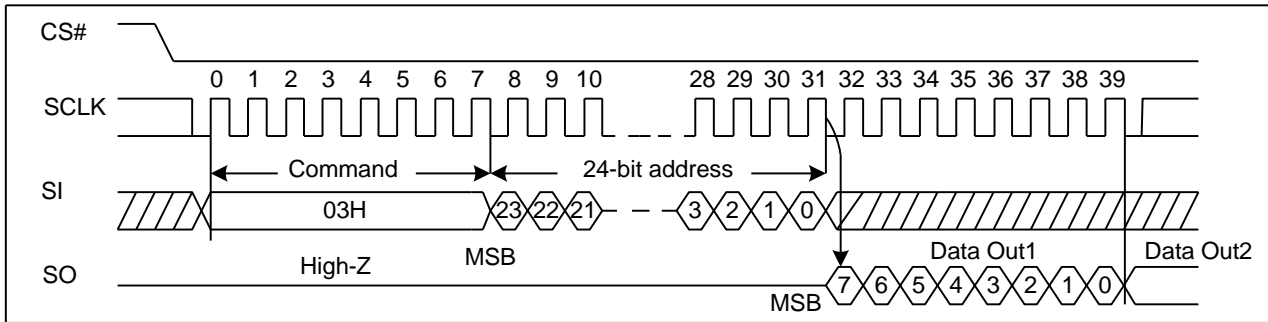 CS#
0 1 2 3 4 5 6 7 8 9 10 28 29 30 31 32 33 34 35 36 37 38 39
SCLK
Command 24-bit address
SI
03H 23 22 21 3 2 1 0
High-Z MSB Data Out1 Data Out2
SO
MSB 7 6 5 4 3 2 1 0